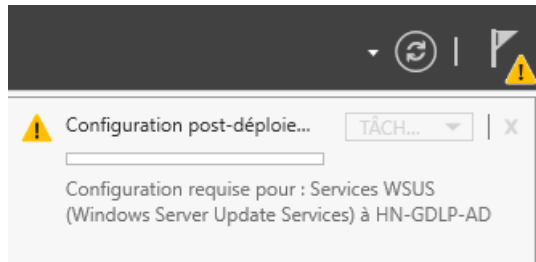 Configuration post-déploie...
TÂCH...
X
Configuration requise pour : Services WSUS
(Windows Server Update Services) à HN-GDLP-AD